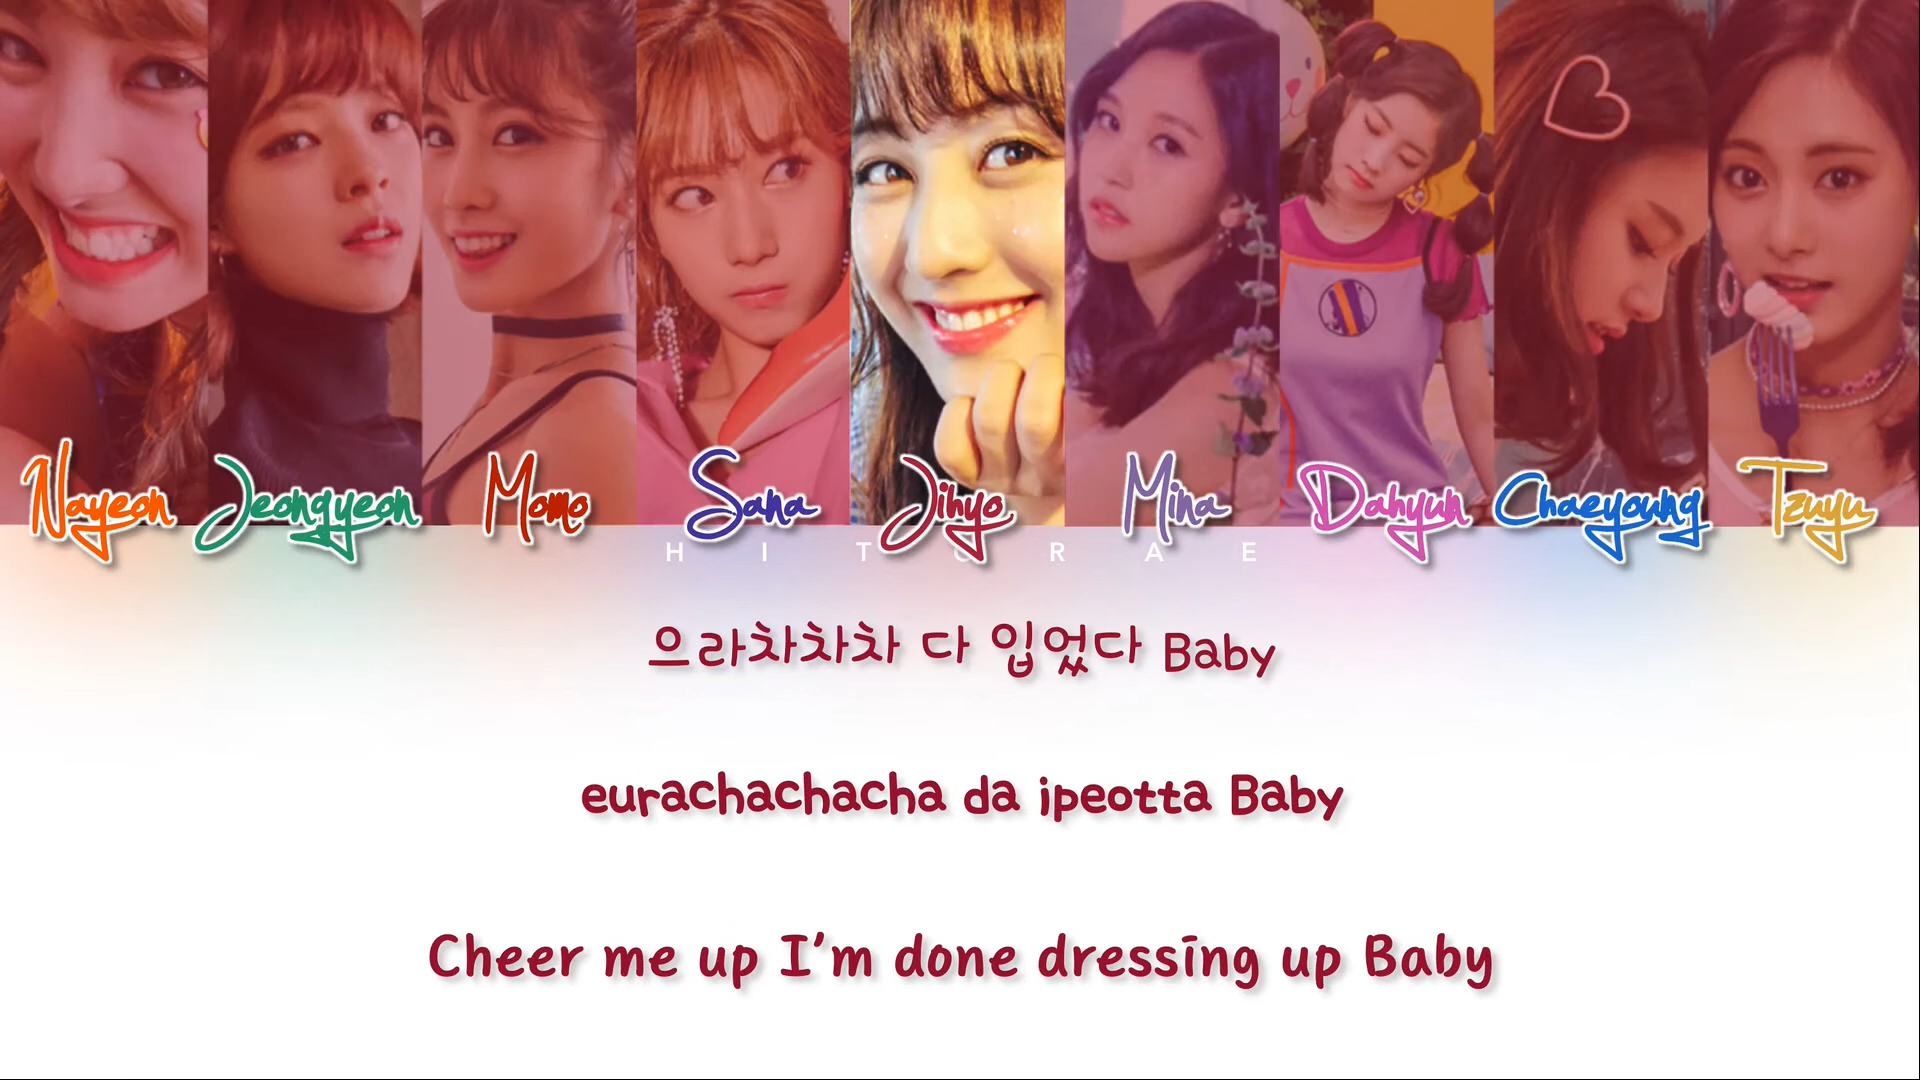 Nayeon Jeongyeon Momo Sana Jihyo Mina Dahyun Chaeyoung Tzuyu
HITORAE
으라차차차 다 입었다 Baby
eurachachacha da ipeotta Baby
Cheer me up I'm done dressing up Baby